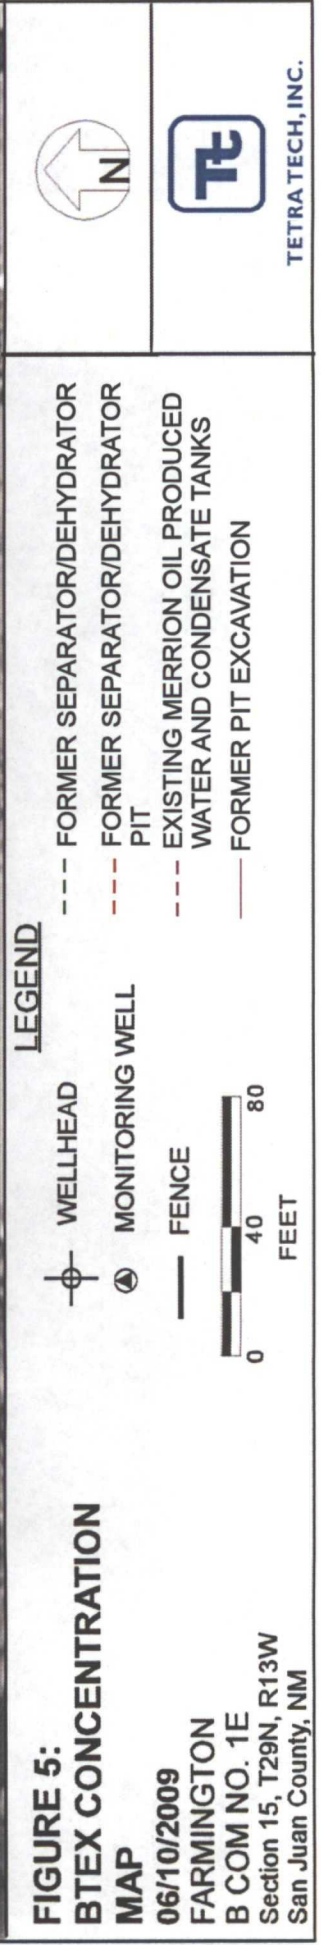 FIGURE 5:
BTEX CONCENTRATION
MAP
06/10/2009
FARMINGTON
B COM NO. 1E
Section 15, T29N, R13W
San Juan County, NM
LEGEND
WELLHEAD
MONITORING WELL
FENCE
0 40 80
FEET
FORMER SEPARATOR/DEHYDRATOR
FORMER SEPARATOR/DEHYDRATOR
PIT
EXISTING MERRION OIL PRODUCED
WATER AND CONDENSATE TANKS
FORMER PIT EXCAVATION
N
Tt
TETRA TECH, INC.